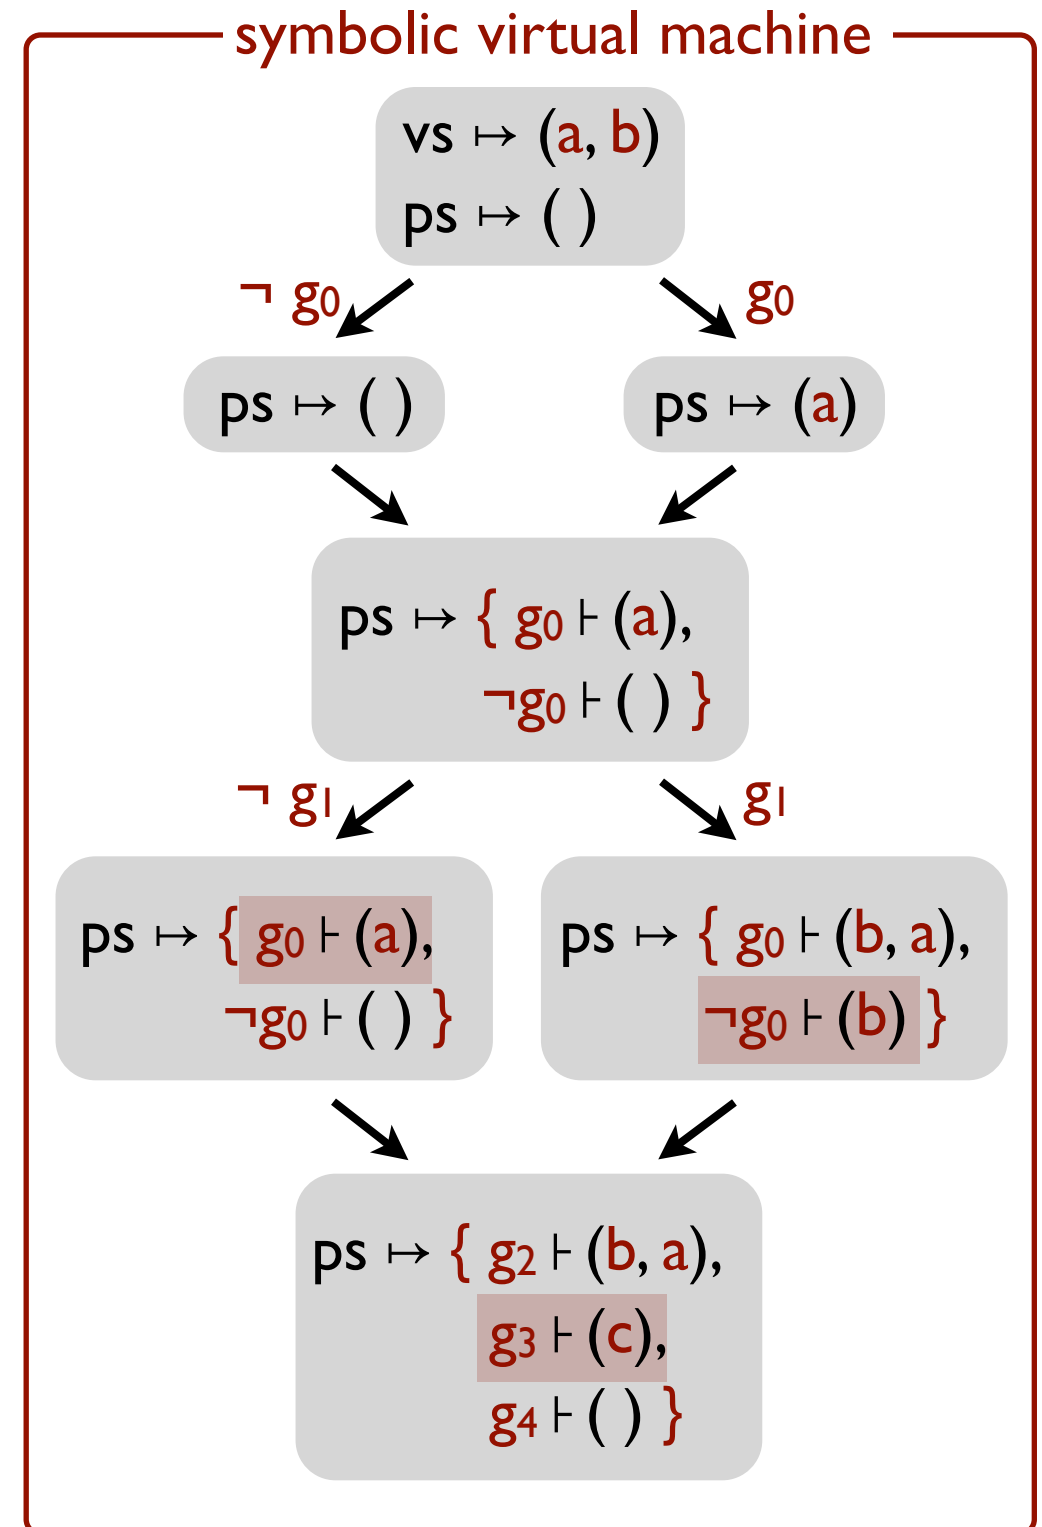 symbolic virtual machine
vs ↦ (a, b)
ps ↦ ( )
¬ g₀
g₀
ps ↦ ( )
ps ↦ (a)
ps ↦ { g₀ ⊦ (a),
¬g₀ ⊦ ( ) }
¬ g₁
g₁
ps ↦ { g₀ ⊦ (a),
¬g₀ ⊦ ( ) }
ps ↦ { g₀ ⊦ (b, a),
¬g₀ ⊦ (b) }
ps ↦ { g₂ ⊦ (b, a),
g₃ ⊦ (c),
g₄ ⊦ ( ) }